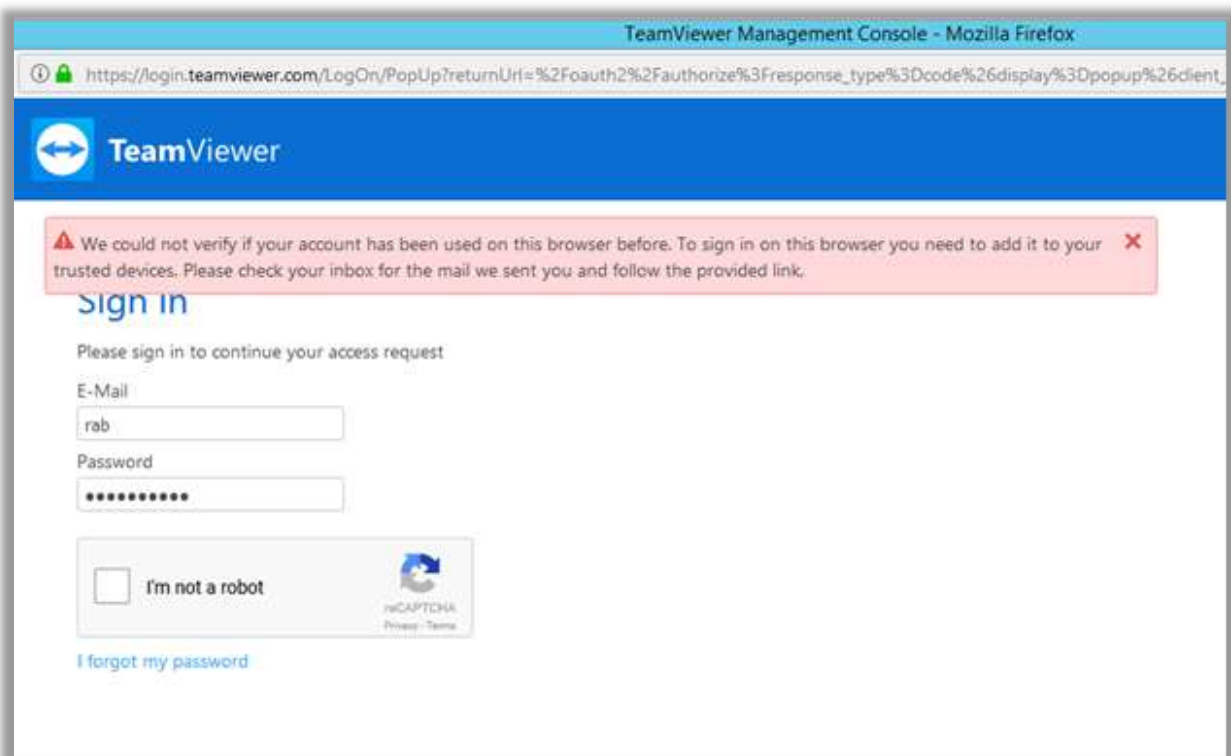 TeamViewer Management Console - Mozilla Firefox
https://login.teamviewer.com/LogOn/PopUp?returnUrl=%2Foauth2%2Fauthorize%3Fresponse_type%3Dcode%26display%3Dpopup%26client_
TeamViewer
We could not verify if your account has been used on this browser before. To sign in on this browser you need to add it to your
trusted devices. Please check your inbox for the mail we sent you and follow the provided link.
Sign In
Please sign in to continue your access request
E-Mail
rab
Password
I'm not a robot
reCAPTCHA
Privacy - Terms
I forgot my password